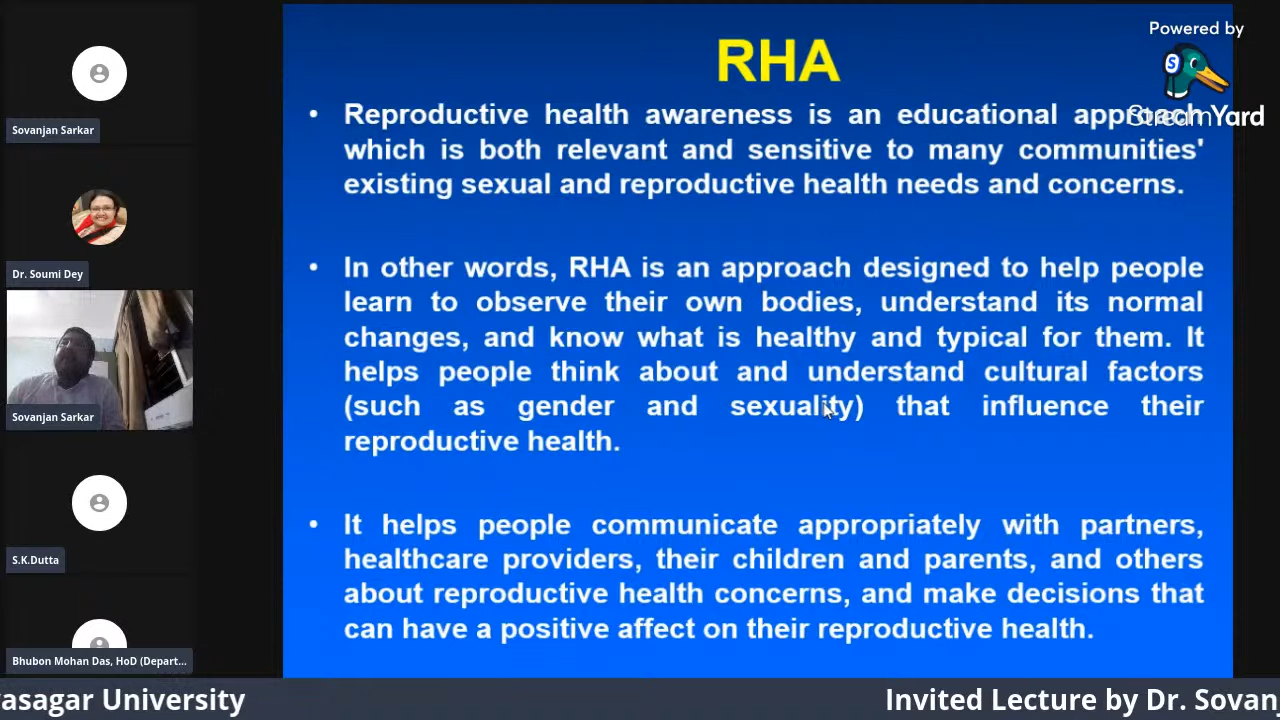 Sovanjan Sarkar
Dr. Soumi Dey
Sovanjan Sarkar
S.K.Dutta
Bhubon Mohan Das, HoD (Depart...
RHA
Powered by
S
StreamYard
• Reproductive health awareness is an educational approach
which is both relevant and sensitive to many communities'
existing sexual and reproductive health needs and concerns.
• In other words, RHA is an approach designed to help people
learn to observe their own bodies, understand its normal
changes, and know what is healthy and typical for them. It
helps people think about and understand cultural factors
(such as gender and sexuality) that influence their
reproductive health.
• It helps people communicate appropriately with partners,
healthcare providers, their children and parents, and others
about reproductive health concerns, and make decisions that
can have a positive affect on their reproductive health.
asagar University Invited Lecture by Dr. Sovanj